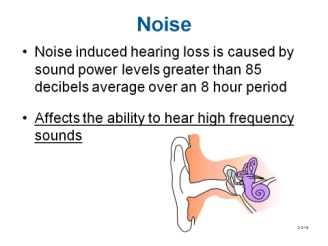 Noise
• Noise induced hearing loss is caused by
sound power levels greater than 85
decibels average over an 8 hour period
• Affects the ability to hear high frequency
sounds